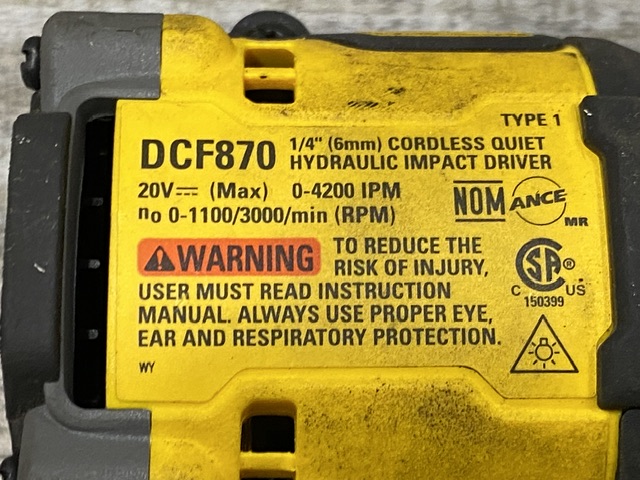 TYPE 1
DCF870 1/4" (6mm) CORDLESS QUIET
HYDRAULIC IMPACT DRIVER
20V⎓ (Max) 0-4200 IPM
no 0-1100/3000/min (RPM)
NOM ANCE
MR
⚠WARNING TO REDUCE THE
RISK OF INJURY,
USER MUST READ INSTRUCTION
MANUAL. ALWAYS USE PROPER EYE,
EAR AND RESPIRATORY PROTECTION.
CSA®
C US
150399
WY